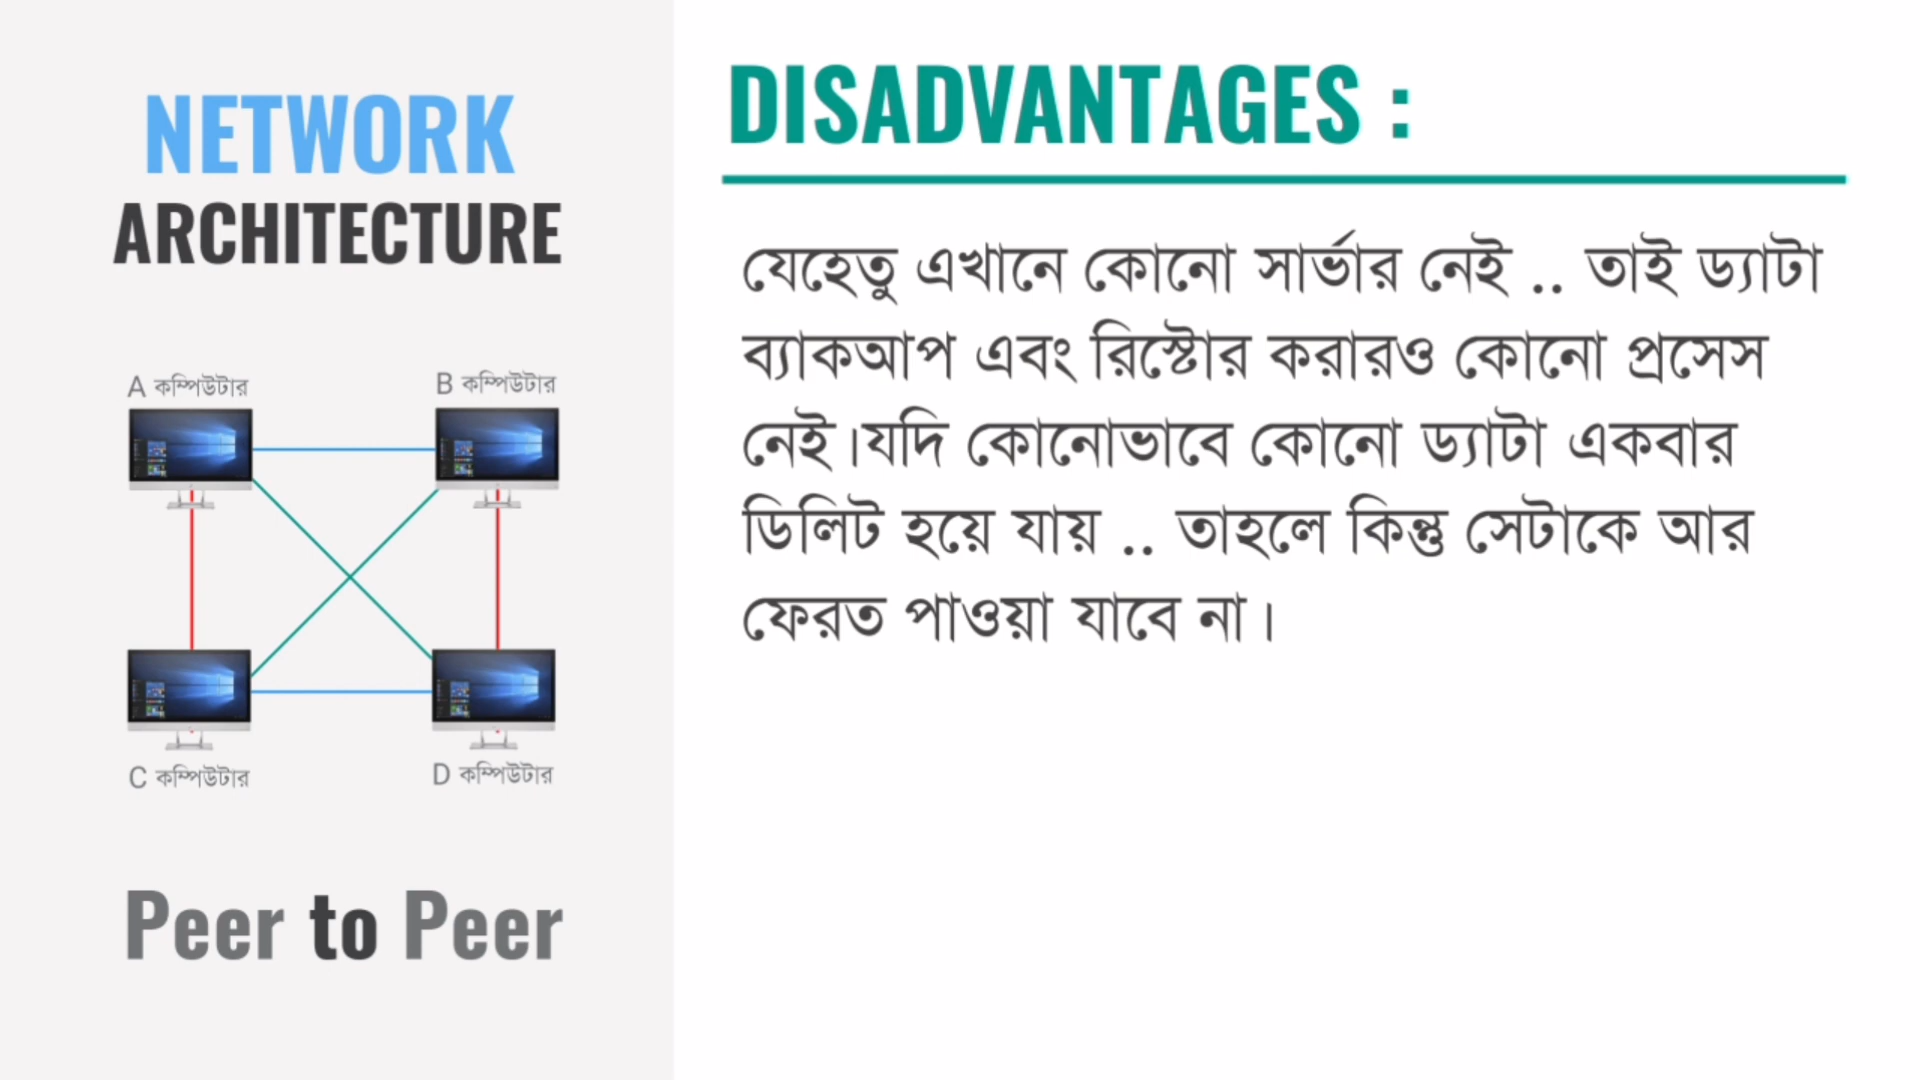 NETWORK
ARCHITECTURE
A কম্পিউটার
B কম্পিউটার
C কম্পিউটার
D কম্পিউটার
Peer to Peer
DISADVANTAGES :
যেহেতু এখানে কোনো সার্ভার নেই .. তাই ড্যাটা
ব্যাকআপ এবং রিস্টোর করারও কোনো প্রসেস
নেই।যদি কোনোভাবে কোনো ড্যাটা একবার
ডিলিট হয়ে যায় .. তাহলে কিন্তু সেটাকে আর
ফেরত পাওয়া যাবে না।